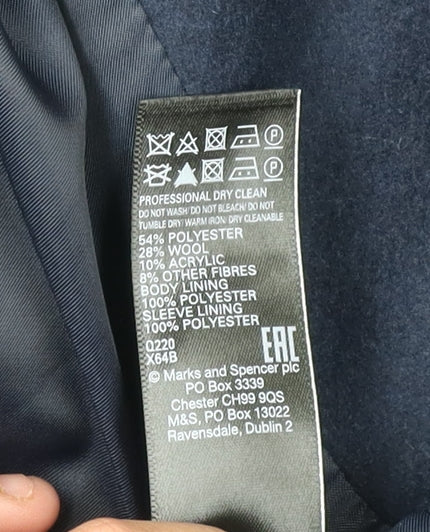 P
P
PROFESSIONAL DRY CLEAN
DO NOT WASH/ DO NOT BLEACH/ DO NOT
TUMBLE DRY/ WARM IRON/ DRY CLEANABLE
54% POLYESTER
28% WOOL
10% ACRYLIC
8% OTHER FIBRES
BODY LINING
100% POLYESTER
SLEEVE LINING
100% POLYESTER
Q220
X64B
EAC
© Marks and Spencer plc
PO Box 3339
Chester CH99 9QS
M&S, PO Box 13022
Ravensdale, Dublin 2